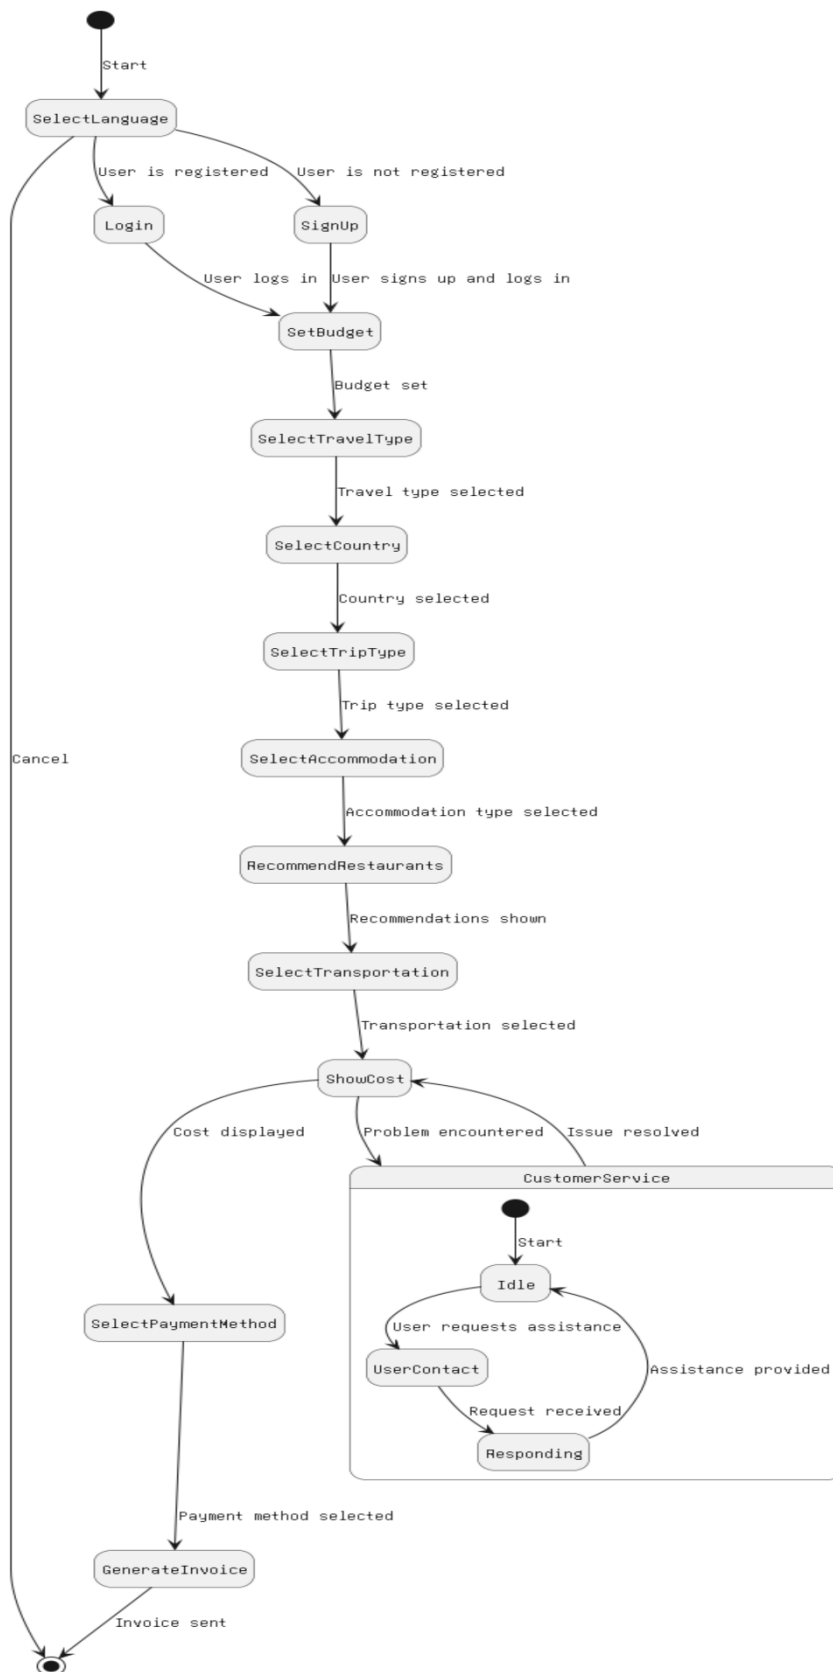 Start
SelectLanguage
User is registered
User is not registered
Login
SignUp
User logs in
User signs up and logs in
SetBudget
Budget set
SelectTravelType
Travel type selected
SelectCountry
Country selected
SelectTripType
Trip type selected
Cancel
SelectAccommodation
Accommodation type selected
RecommendRestaurants
Recommendations shown
SelectTransportation
Transportation selected
ShowCost
Cost displayed
Problem encountered
Issue resolved
CustomerService
Start
Idle
SelectPaymentMethod
User requests assistance
UserContact
Assistance provided
Request received
Responding
Payment method selected
GenerateInvoice
Invoice sent